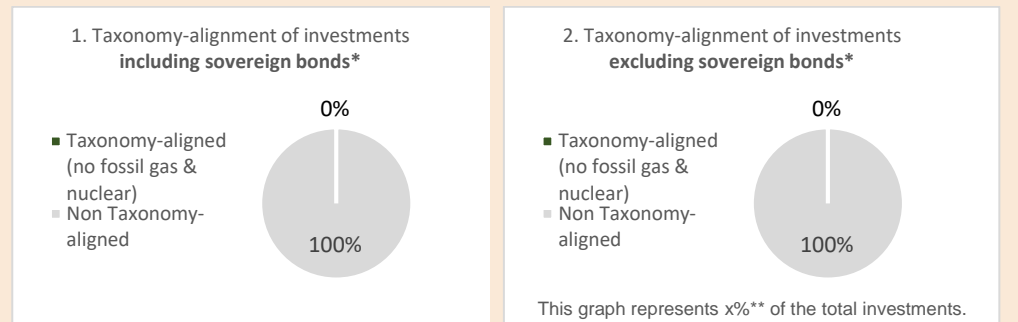 1. Taxonomy-alignment of investments
including sovereign bonds*
0%
Taxonomy-aligned
(no fossil gas &
nuclear)
Non Taxonomy-
aligned
100%
2. Taxonomy-alignment of investments
excluding sovereign bonds*
0%
Taxonomy-aligned
(no fossil gas &
nuclear)
Non Taxonomy-
aligned
100%
This graph represents x%** of the total investments.